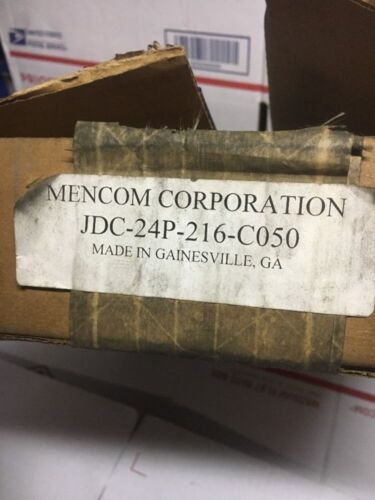 MENCOM CORPORATION
JDC-24P-216-C050
MADE IN GAINESVILLE, GA